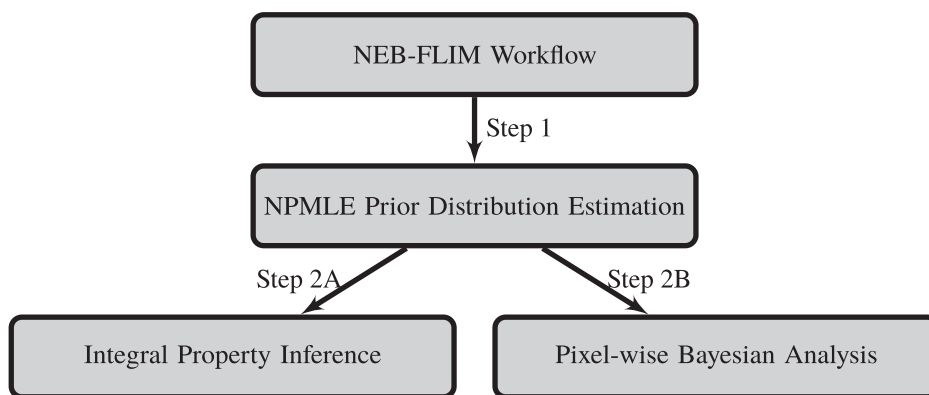 NEB-FLIM Workflow
Step 1
NPMLE Prior Distribution Estimation
Step 2A
Step 2B
Integral Property Inference
Pixel-wise Bayesian Analysis